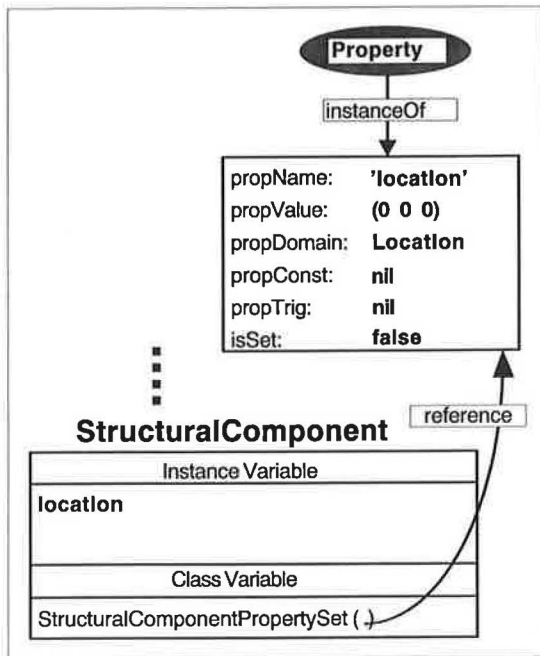 Property
instanceOf
propName: 'location'
propValue: (0 0 0)
propDomain: Location
propConst: nil
propTrig: nil
isSet: false
reference
StructuralComponent
Instance Variable
location
Class Variable
StructuralComponentPropertySet ( . )